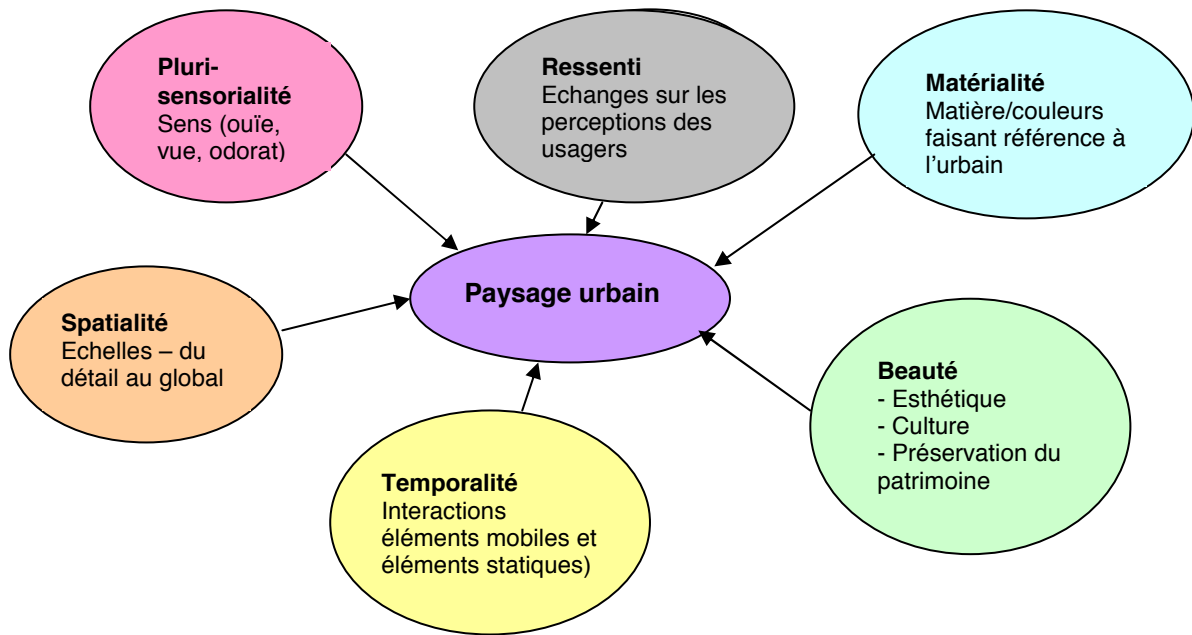 Pluri-
sensorialité
Sens (ouïe,
vue, odorat)
Ressenti
Echanges sur les
perceptions des
usagers
Matérialité
Matière/couleurs
faisant référence à
l'urbain
Paysage urbain
Spatialité
Echelles – du
détail au global
Beauté
- Esthétique
- Culture
- Préservation du
patrimoine
Temporalité
Interactions
éléments mobiles et
éléments statiques)